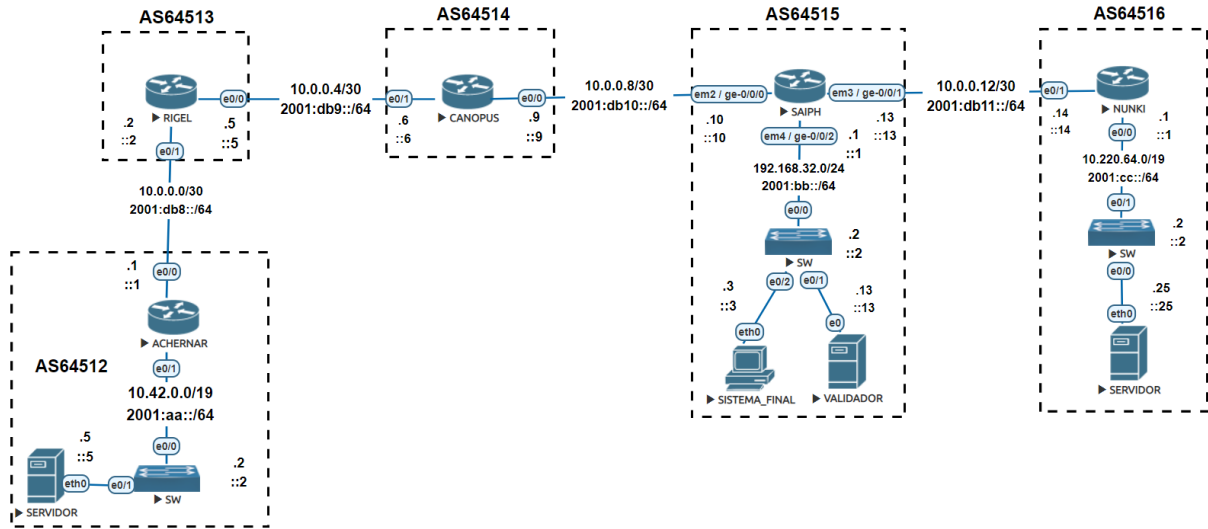 AS64513
AS64514
AS64515
AS64516
RIGEL
e0/0
.2
::2
.5
::5
e0/1
10.0.0.4/30
2001:db9::/64
e0/1
CANOPUS
e0/0
.6
::6
.9
::9
10.0.0.8/30
2001:db10::/64
em2 / ge-0/0/0
SAIPH
em3 / ge-0/0/1
.10
::10
em4 / ge-0/0/2
.1
::1
.13
::13
192.168.32.0/24
2001:bb::/64
e0/0
SW
.2
::2
e0/2
e0/1
.3
::3
.13
::13
eth0
e0
SISTEMA_FINAL
VALIDADOR
10.0.0.12/30
2001:db11::/64
e0/1
NUNKI
.14
::14
e0/0
.1
::1
10.220.64.0/19
2001:cc::/64
e0/1
SW
.2
::2
e0/0
.25
::25
eth0
SERVIDOR
10.0.0.0/30
2001:db8::/64
.1
::1
e0/0
ACHERNAR
AS64512
e0/1
10.42.0.0/19
2001:aa::/64
e0/0
.5
::5
eth0
e0/1
.2
::2
SW
SERVIDOR